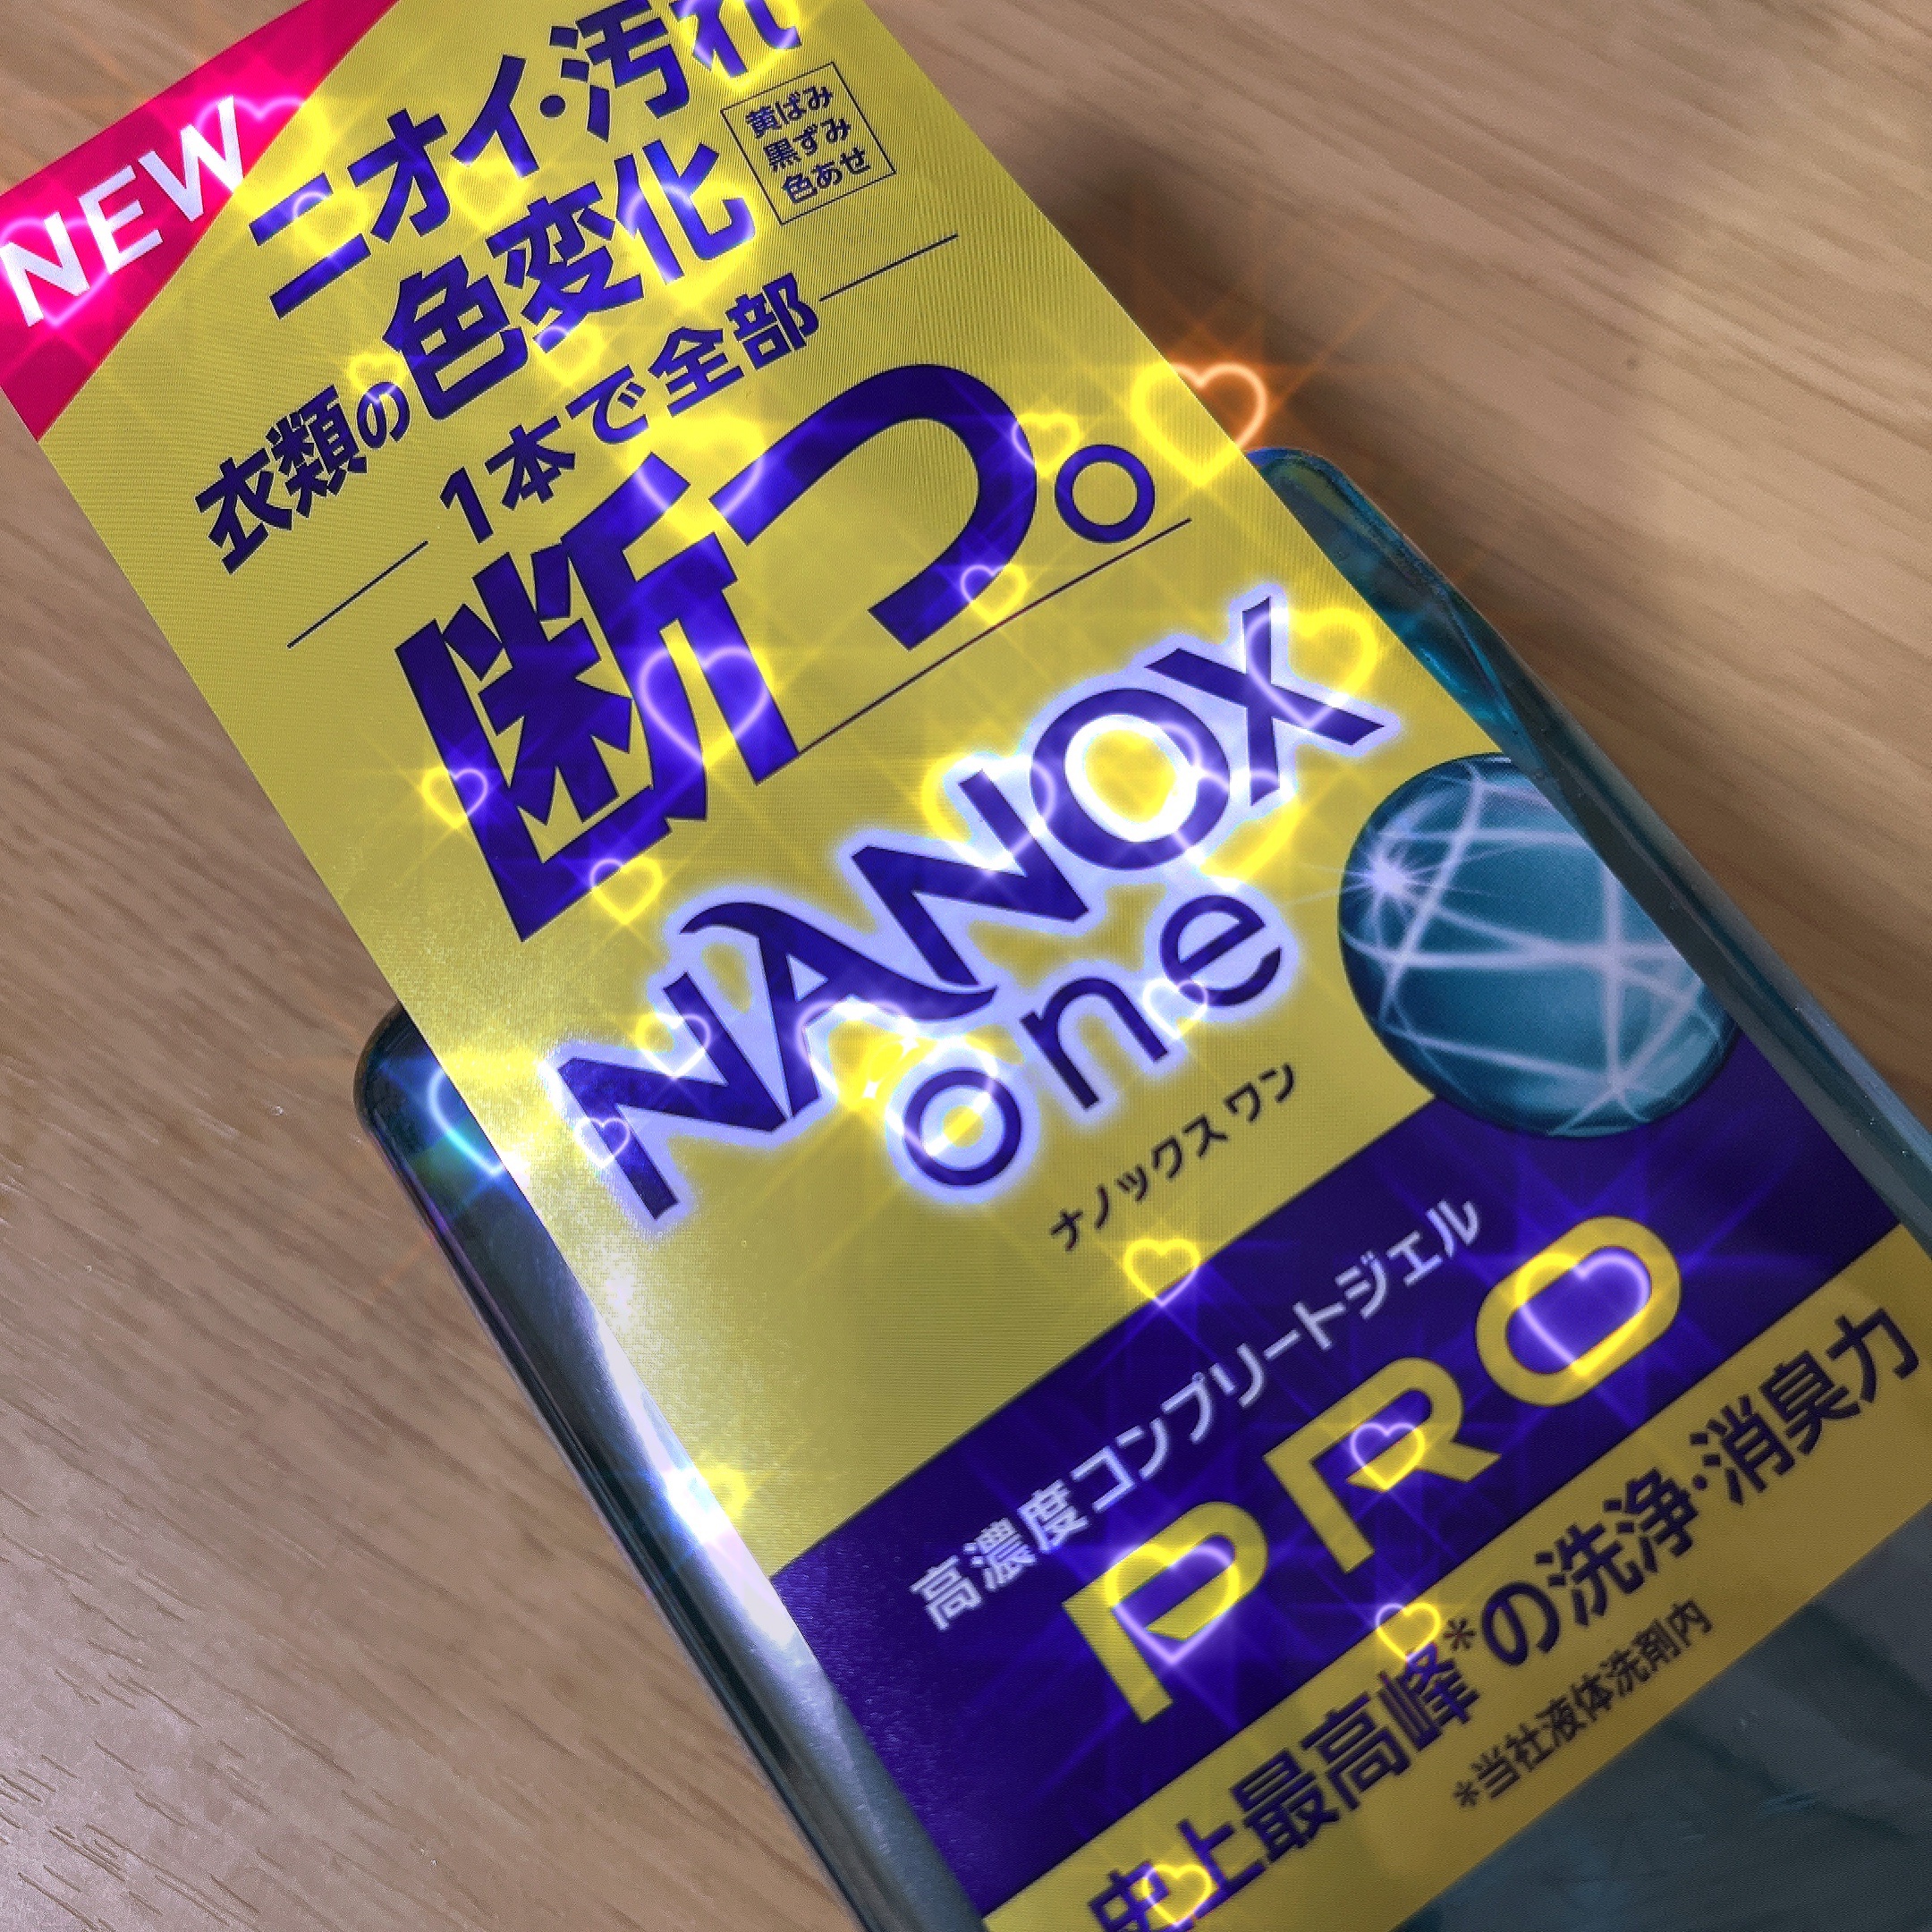 NEW
ニオイ・汚れ
黄ばみ
黒ずみ
色あせ
衣類の色変化
1本で全部
断つ。
NANOX
one
ナノックス ワン
高濃度コンプリートジェル
PRO
史上最高峰*の洗浄・消臭力
*当社液体洗剤内